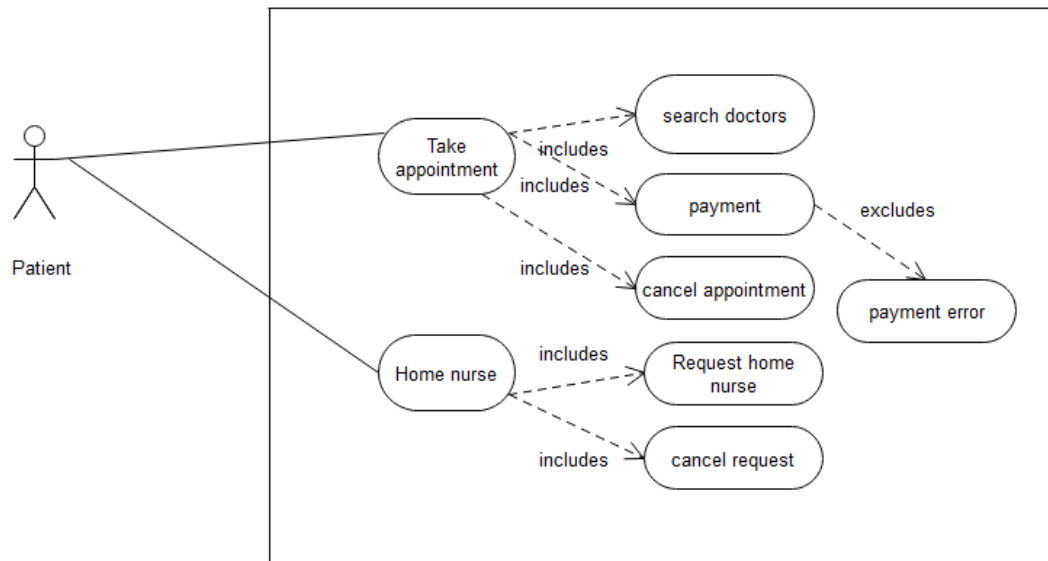 search doctors
Take
appointment
includes
includes
payment
excludes
Patient
includes
cancel appointment
payment error
includes
Home nurse
Request home
nurse
includes
cancel request